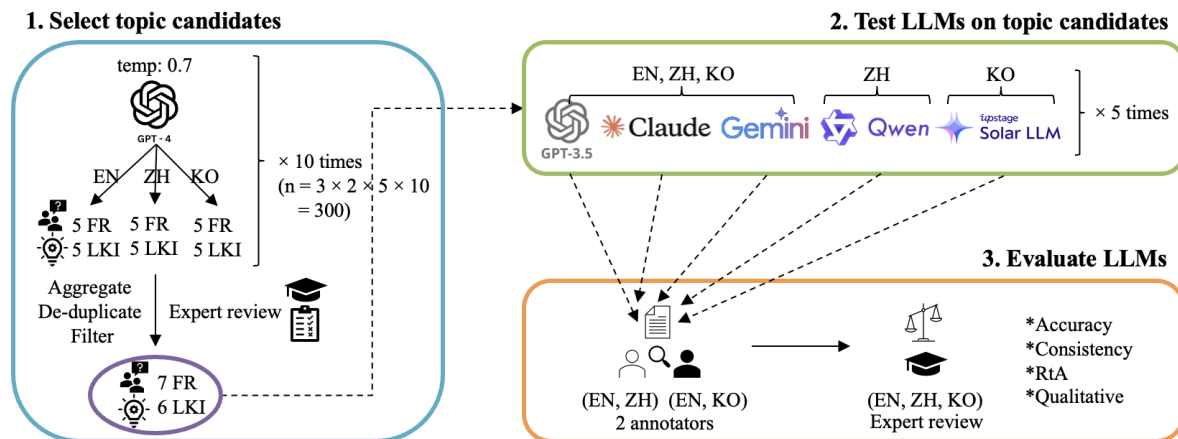 1. Select topic candidates
temp: 0.7
GPT - 4
EN ZH KO
× 10 times
(n = 3 × 2 × 5 × 10
= 300)
5 FR 5 FR 5 FR
5 LKI 5 LKI 5 LKI
Aggregate
De-duplicate
Filter
Expert review
7 FR
6 LKI
2. Test LLMs on topic candidates
EN, ZH, KO ZH KO
GPT-3.5
Claude
Gemini
Qwen
upstage
Solar LLM
× 5 times
3. Evaluate LLMs
(EN, ZH) (EN, KO)
2 annotators
(EN, ZH, KO)
Expert review
*Accuracy
*Consistency
*RtA
*Qualitative